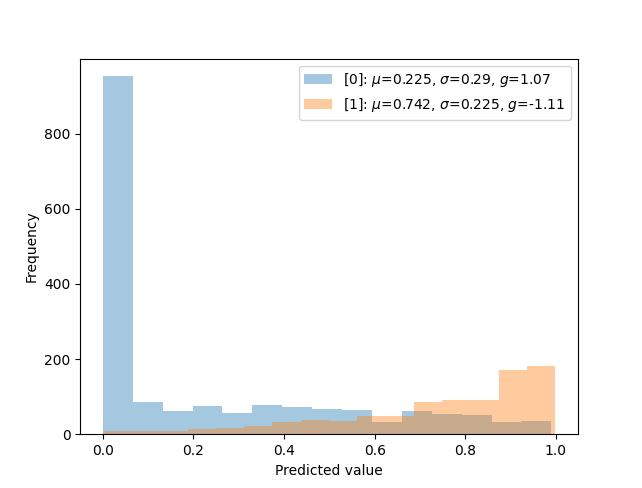 [0]: μ=0.225, σ=0.29, g=1.07
[1]: μ=0.742, σ=0.225, g=-1.11
800
600
400
200
0
Frequency
0.0 0.2 0.4 0.6 0.8 1.0
Predicted value